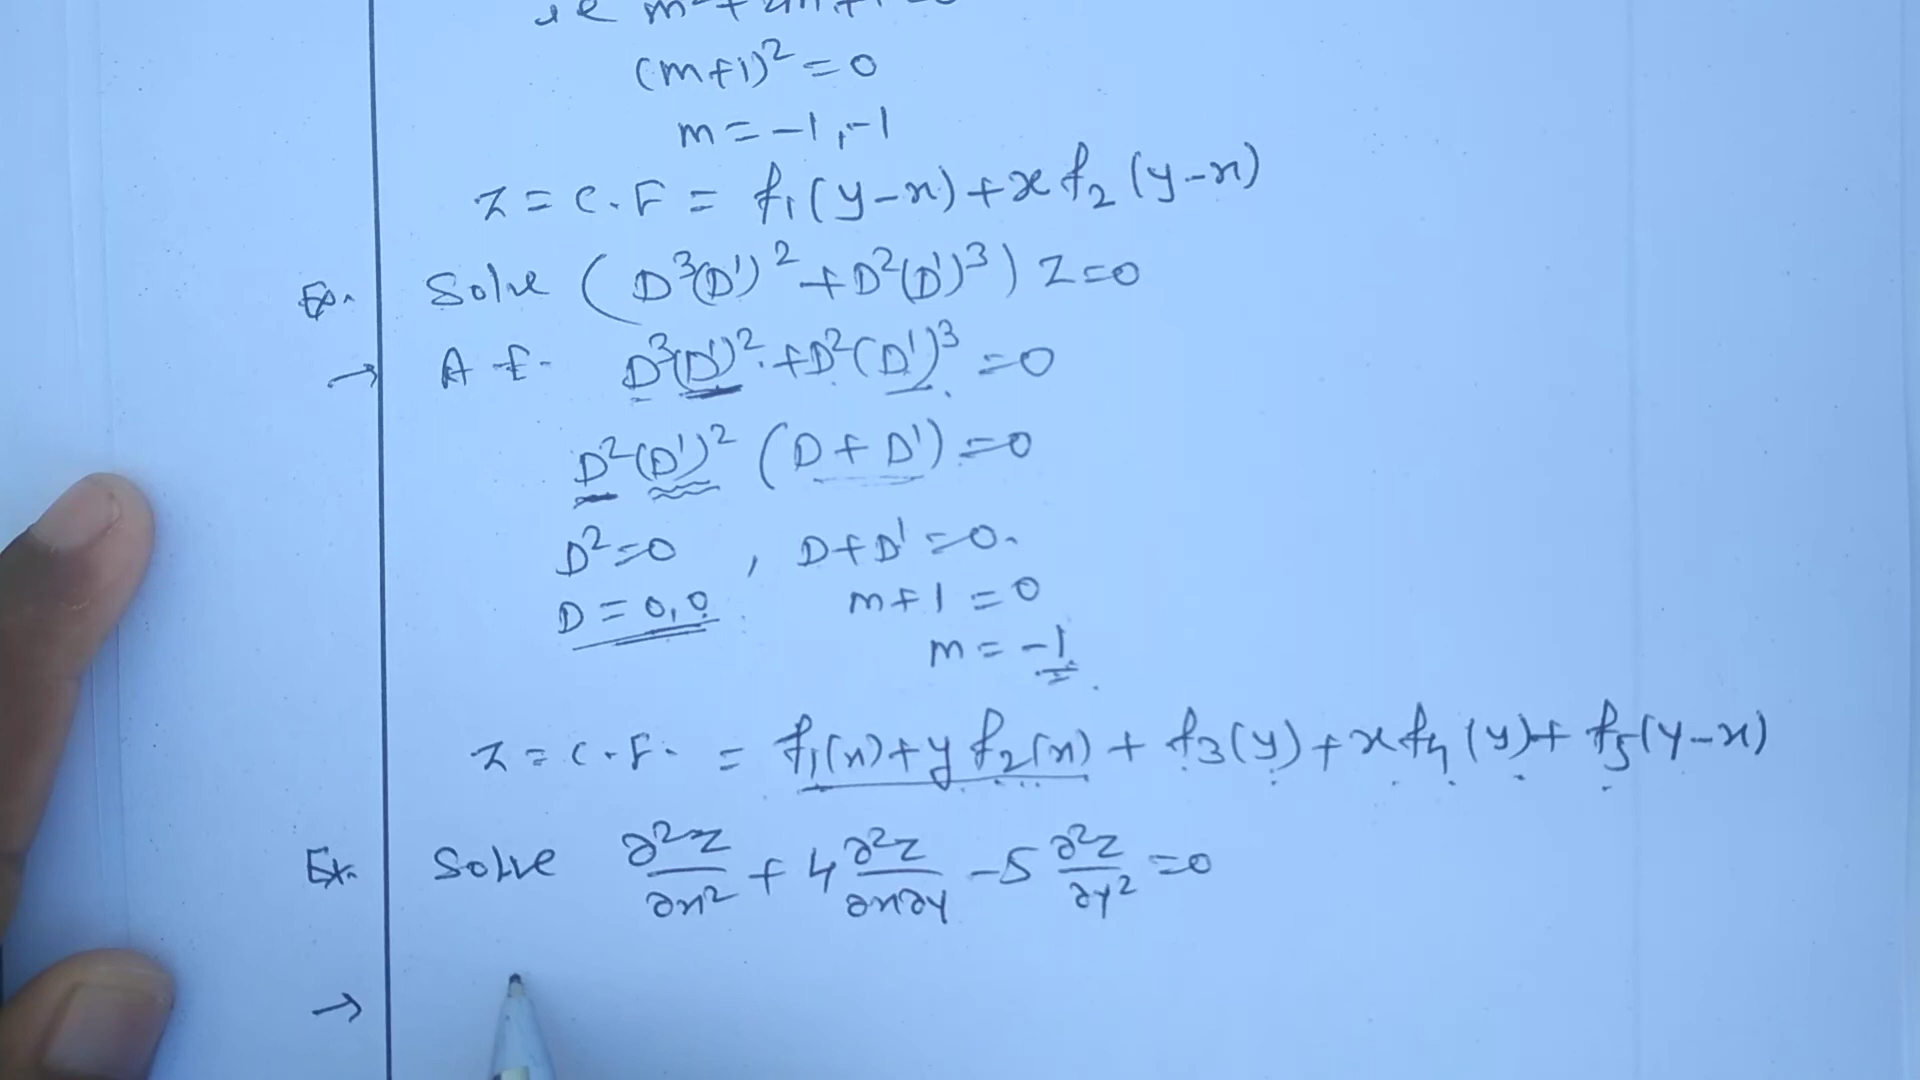 (m+1)² = 0
m = -1, -1
z = C.F = f₁(y-x) + x f₂(y-x)
Ex. Solve (D³(D')² + D²(D')³) Z = 0
→ A.E. D³(D')² + D²(D')³ = 0
D²(D')² (D + D') = 0
D² = 0 , D + D' = 0.
D = 0, 0 m + 1 = 0
m = -1
z = C.F. = f₁(x) + y f₂(x) + f₃(y) + x f₄(y) + f₅(y-x)
Ex. Solve ∂²z/∂x² + 4 ∂²z/∂x∂y - 5 ∂²z/∂y² = 0
→